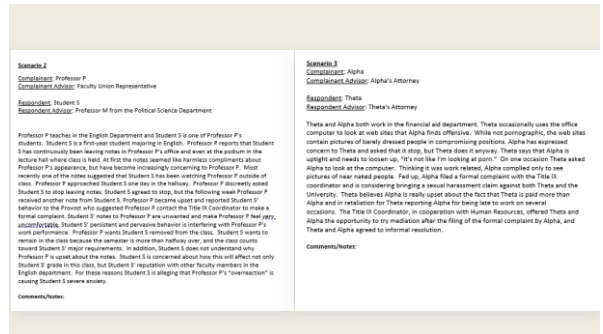 Scenario 2
Complainant: Professor P
Complainant Advisor: Faculty Union Representative
Respondent: Student S
Respondent Advisor: Professor M from the Political Science Department
Professor P teaches in the English Department and Student S is one of Professor P's
students. Student S is a first-year student majoring in English. Professor P reports that Student
S has continuously been leaving notes in Professor P's office and even at the podium in the
lecture hall where class is held. At first the notes seemed like harmless compliments about
Professor P's appearance, but have become increasingly concerning to Professor P. Most
recently one of the notes suggested that Student S has been watching Professor P outside of
class. Professor P approached Student S one day in the hallway. Professor P discreetly asked
Student S to stop leaving notes. Student S agreed to stop, but the following week Professor P
received another note from Student S. Professor P became upset and reported Student S'
behavior to the Provost who suggested Professor P contact the Title IX Coordinator to make a
formal complaint. Student S' notes to Professor P are unwanted and make Professor P feel very,
uncomfortable. Student S' persistent and pervasive behavior is interfering with Professor P's
work performance. Professor P wants Student S removed from the class. Student S wants to
remain in the class because the semester is more than halfway over, and the class counts
toward Student S' major requirements. In addition, Student S does not understand why
Professor P is upset about the notes. Student S is concerned about how this will affect not only
Student S' grade in this class, but Student S' reputation with other faculty members in the
English department. For these reasons Student S is alleging that Professor P's "overreaction" is
causing Student S severe anxiety.
Comments/Notes:
Scenario 3
Complainant: Alpha
Complainant Advisor: Alpha's Attorney
Respondent: Theta
Respondent Advisor: Theta's Attorney
Theta and Alpha both work in the financial aid department. Theta occasionally uses the office
computer to look at web sites that Alpha finds offensive. While not pornographic, the web sites
contain pictures of barely dressed people in compromising positions. Alpha has expressed
concern to Theta and asked that it stop, but Theta does it anyway. Theta says that Alpha is
uptight and needs to loosen up, "It's not like I'm looking at porn." On one occasion Theta asked
Alpha to look at the computer. Thinking it was work related, Alpha complied only to see
pictures of near naked people. Fed up, Alpha filed a formal complaint with the Title IX
coordinator and is considering bringing a sexual harassment claim against both Theta and the
University. Theta believes Alpha is really upset about the fact that Theta is paid more than
Alpha and in retaliation for Theta reporting Alpha for being late to work on several
occasions. The Title IX Coordinator, in cooperation with Human Resources, offered Theta and
Alpha the opportunity to try mediation after the filing of the formal complaint by Alpha, and
Theta and Alpha agreed to informal resolution.
Comments/Notes: